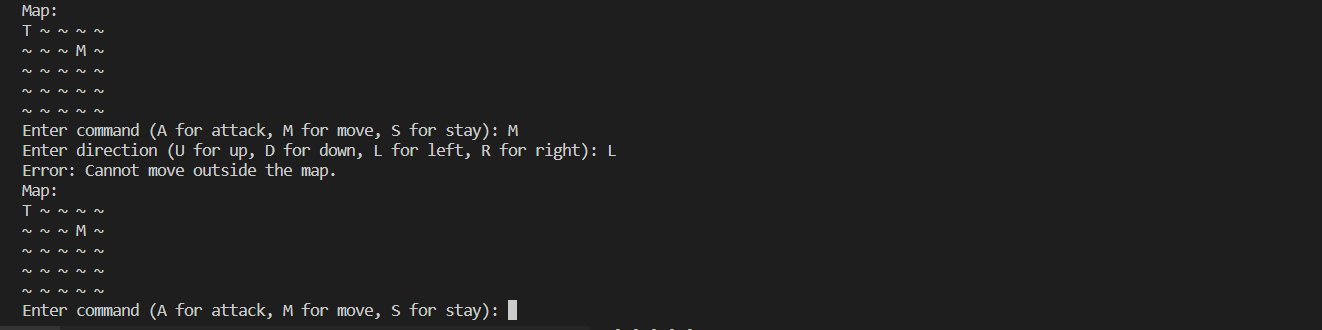 Map:
T ~ ~ ~ ~
~ ~ ~ M ~
~ ~ ~ ~ ~
~ ~ ~ ~ ~
~ ~ ~ ~ ~
Enter command (A for attack, M for move, S for stay): M
Enter direction (U for up, D for down, L for left, R for right): L
Error: Cannot move outside the map.
Map:
T ~ ~ ~ ~
~ ~ ~ M ~
~ ~ ~ ~ ~
~ ~ ~ ~ ~
~ ~ ~ ~ ~
Enter command (A for attack, M for move, S for stay):